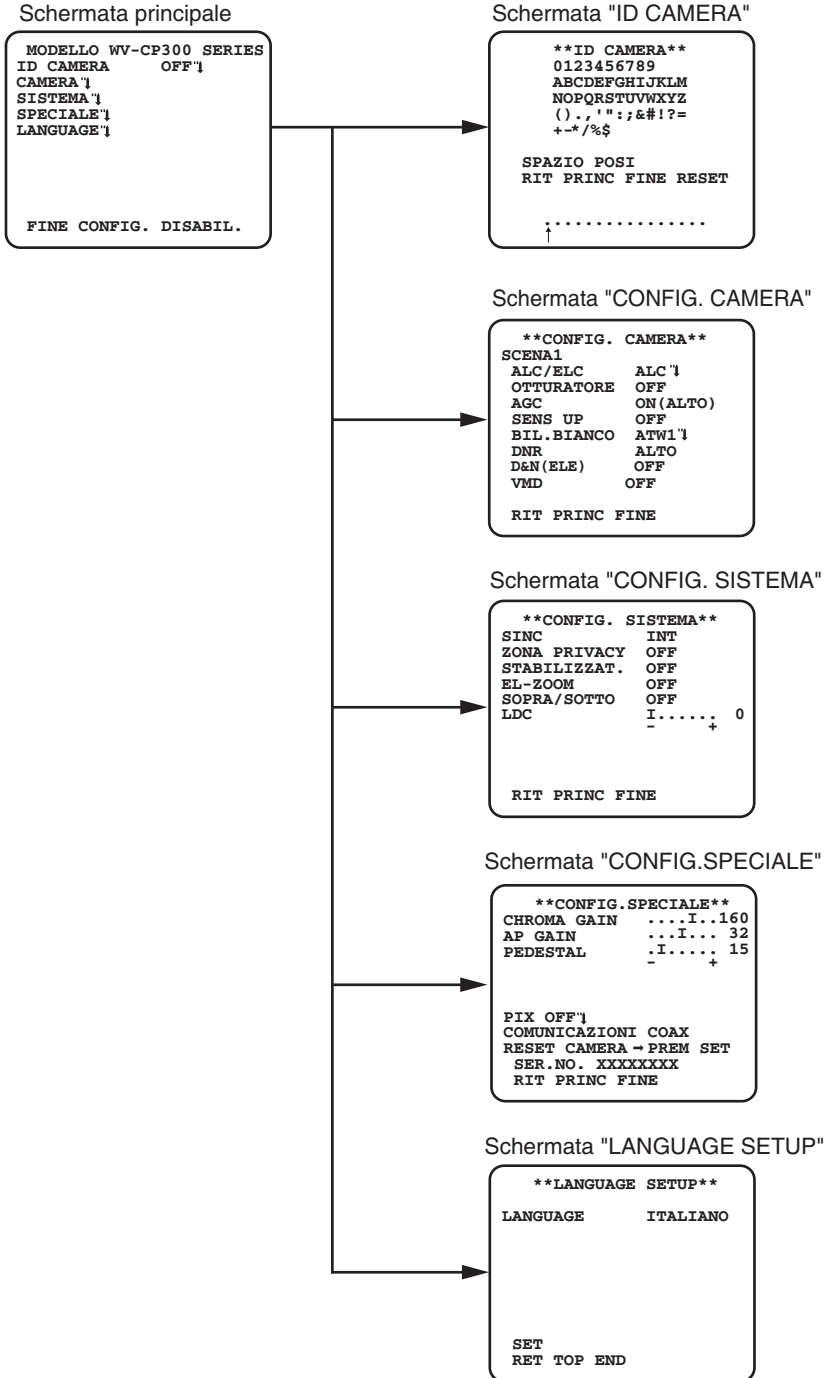 Schermata principale
MODELLO WV-CP300 SERIES
ID CAMERA OFF
CAMERA
SISTEMA
SPECIALE
LANGUAGE
FINE CONFIG. DISABIL.
Schermata "ID CAMERA"
**ID CAMERA**
0123456789
ABCDEFGHIJKLM
NOPQRSTUVWXYZ
().,'":;&#!?=
+-*/%$
SPAZIO POSI
RIT PRINC FINE RESET
................
↑
Schermata "CONFIG. CAMERA"
**CONFIG. CAMERA**
SCENA1
ALC/ELC ALC
OTTURATORE OFF
AGC ON(ALTO)
SENS UP OFF
BIL.BIANCO ATW1
DNR ALTO
D&N(ELE) OFF
VMD OFF
RIT PRINC FINE
Schermata "CONFIG. SISTEMA"
**CONFIG. SISTEMA**
SINC INT
ZONA PRIVACY OFF
STABILIZZAT. OFF
EL-ZOOM OFF
SOPRA/SOTTO OFF
LDC I...... 0
- +
RIT PRINC FINE
Schermata "CONFIG.SPECIALE"
**CONFIG.SPECIALE**
CHROMA GAIN ....I..160
AP GAIN ...I... 32
PEDESTAL .I..... 15
- +
PIX OFF
COMUNICAZIONI COAX
RESET CAMERA → PREM SET
SER.NO. XXXXXXXX
RIT PRINC FINE
Schermata "LANGUAGE SETUP"
**LANGUAGE SETUP**
LANGUAGE ITALIANO
SET
RET TOP END